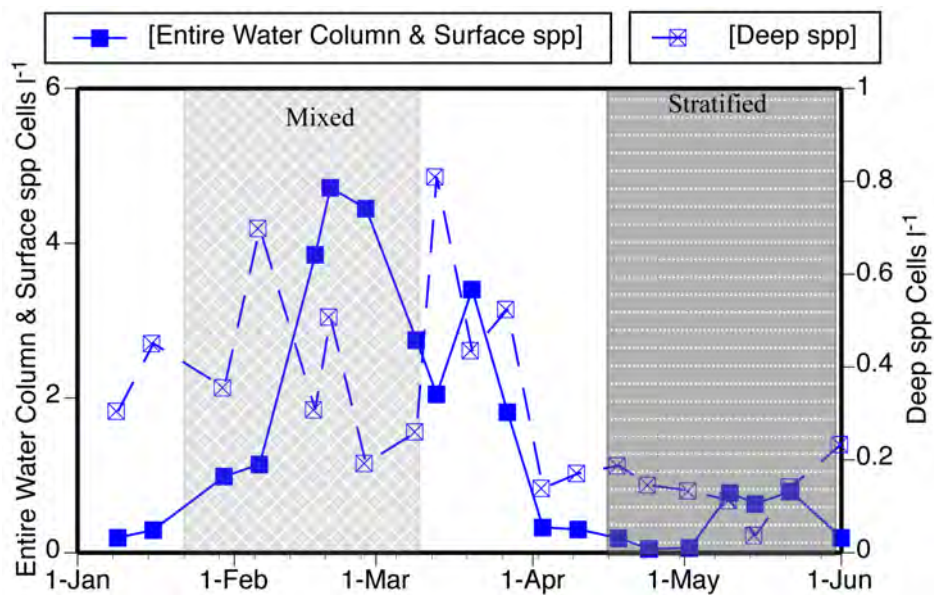 [Entire Water Column & Surface spp] [Deep spp]
Entire Water Column & Surface spp Cells l-1
6
4
2
0
Mixed
Stratified
1
0.8
0.6
0.4
0.2
0
Deep spp Cells l-1
1-Jan 1-Feb 1-Mar 1-Apr 1-May 1-Jun